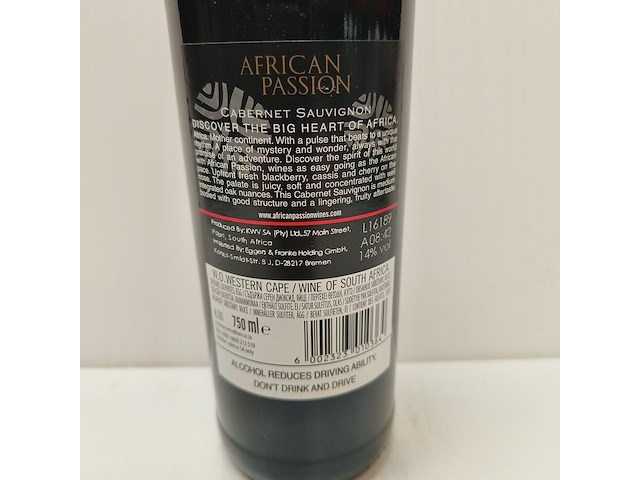 AFRICAN
PASSION
CABERNET SAUVIGNON
DISCOVER THE BIG HEART OF AFRICA.
Africa. Mother continent. With a pulse that beats to a unique
A place of mystery and wonder, always with the
of an adventure. Discover the spirit of this world
with African Passion, wines as easy going as the African
pace. Upfront fresh blackberry, cassis and cherry on the
nose. The palate is juicy, soft and concentrated with well
integrated oak nuances. This Cabernet Sauvignon is medium
bodied with good structure and a lingering, fruity aftertaste.
www.africanpassionwines.com
Produced By: KWV SA (Pty) Ltd., 57 Main Street,
Paarl, South Africa
Imported By: Eggers & Franke Holding GmbH,
Konsul-Smidt-Str. 8 J, D-28217 Bremen
L16189
A08:42
14% vol
W.O. WESTERN CAPE / WINE OF SOUTH AFRICA
750 ml e
6 002323 010364
ALCOHOL REDUCES DRIVING ABILITY,
DON'T DRINK AND DRIVE